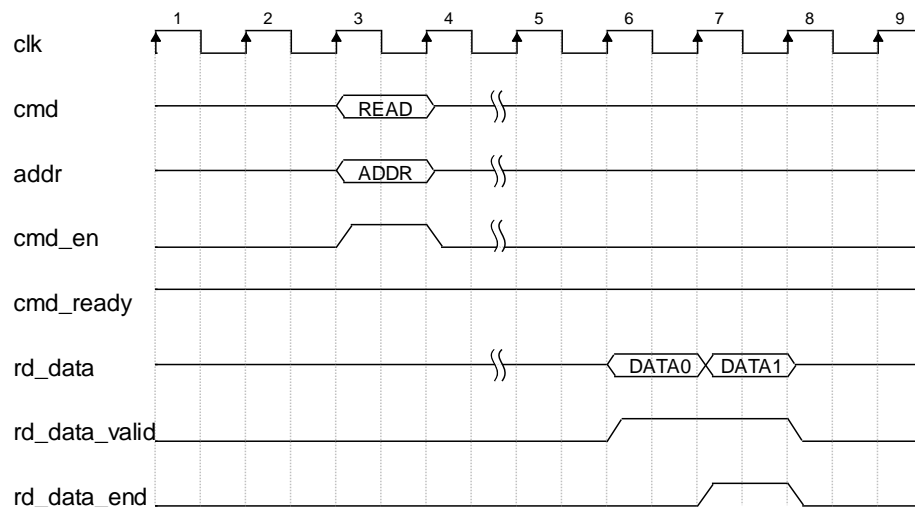 1 2 3 4 5 6 7 8 9
clk
cmd READ
addr ADDR
cmd_en
cmd_ready
rd_data DATA0 DATA1
rd_data_valid
rd_data_end